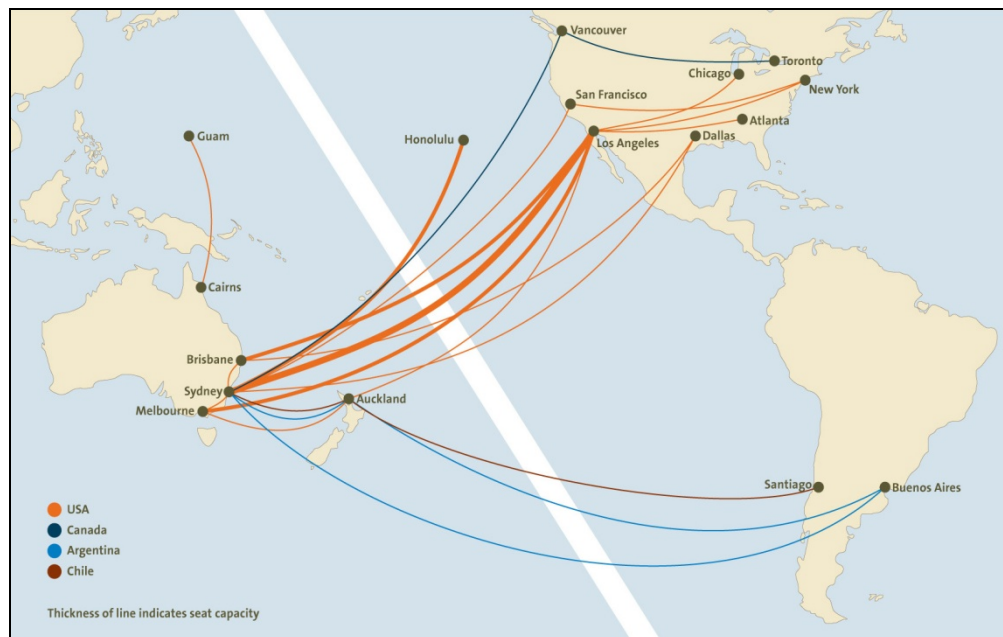 Vancouver
Toronto
Chicago
New York
San Francisco
Atlanta
Los Angeles
Dallas
Guam
Honolulu
Cairns
Brisbane
Sydney
Auckland
Melbourne
Santiago
Buenos Aires
USA
Canada
Argentina
Chile
Thickness of line indicates seat capacity